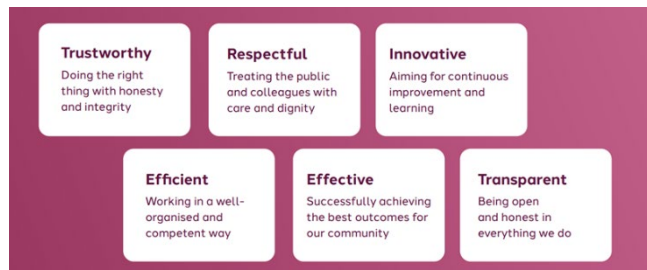 Trustworthy
Doing the right
thing with honesty
and integrity
Respectful
Treating the public
and colleagues with
care and dignity
Innovative
Aiming for continuous
improvement and
learning
Efficient
Working in a well-
organised and
competent way
Effective
Successfully achieving
the best outcomes for
our community
Transparent
Being open
and honest in
everything we do